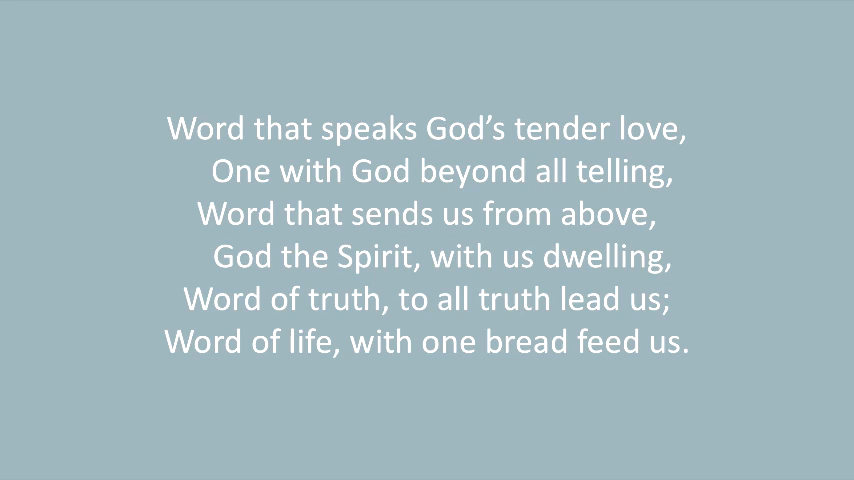 Word that speaks God’s tender love,
One with God beyond all telling,
Word that sends us from above,
God the Spirit, with us dwelling,
Word of truth, to all truth lead us;
Word of life, with one bread feed us.